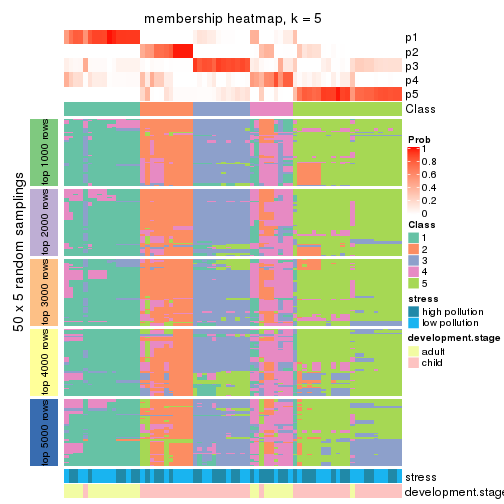 membership heatmap, k = 5
p1
p2
p3
p4
p5
Class
50 x 5 random samplings
top 1000 rows
top 2000 rows
top 3000 rows
top 4000 rows
top 5000 rows
stress
development.stage
Prob
1
0.8
0.6
0.4
0.2
0
Class
1
2
3
4
5
stress
high pollution
low pollution
development.stage
adult
child